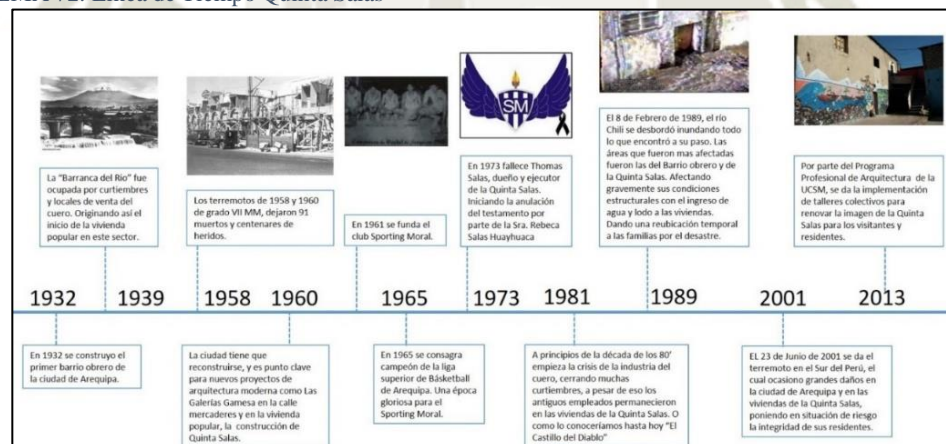 Línea de Tiempo Quinta Salas
SM
La "Barranca del Rio" fue
ocupada por curtiembres
y locales de venta del
cuero. Originando así el
inicio de la vivienda
popular en este sector.
Los terremotos de 1958 y 1960
de grado VII MM, dejaron 91
muertos y centenares de
heridos.
En 1961 se funda el
club Sporting Moral.
En 1973 fallece Thomas
Salas, dueño y ejecutor
de la Quinta Salas.
Iniciando la anulación
del testamento por
parte de la Sra. Rebeca
Salas Huayhuaca
El 8 de Febrero de 1989, el río
Chili se desbordó inundando todo
lo que encontró a su paso. Las
áreas que fueron mas afectadas
fueron las del Barrio obrero y de
la Quinta Salas. Afectando
gravemente sus condiciones
estructurales con el ingreso de
agua y lodo a las viviendas.
Dando una reubicación temporal
a las familias por el desastre.
Por parte del Programa
Profesional de Arquitectura de la
UCSM, se da la implementación
de talleres colectivos para
renovar la imagen de la Quinta
Salas para los visitantes y
residentes.
1932 1939 1958 1960 1965 1973 1981 1989 2001 2013
En 1932 se construyo el
primer barrio obrero de
la ciudad de Arequipa.
La ciudad tiene que
reconstruirse, y es punto clave
para nuevos proyectos de
arquitectura moderna como Las
Galerías Gamesa en la calle
mercaderes y en la vivienda
popular, la construcción de
Quinta Salas.
En 1965 se consagra
campeón de la liga
superior de Básketball
de Arequipa. Una época
gloriosa para el
Sporting Moral.
A principios de la década de los 80'
empieza la crisis de la industria del
cuero, cerrando muchas
curtiembres, a pesar de eso los
antiguos empleados permanecieron
en las viviendas de la Quinta Salas. O
como lo conoceríamos hasta hoy "El
Castillo del Diablo"
EL 23 de Junio de 2001 se da el
terremoto en el Sur del Perú, el
cual ocasiono grandes daños en
la ciudad de Arequipa y en las
viviendas de la Quinta Salas,
poniendo en situación de riesgo
la integridad de sus residentes.